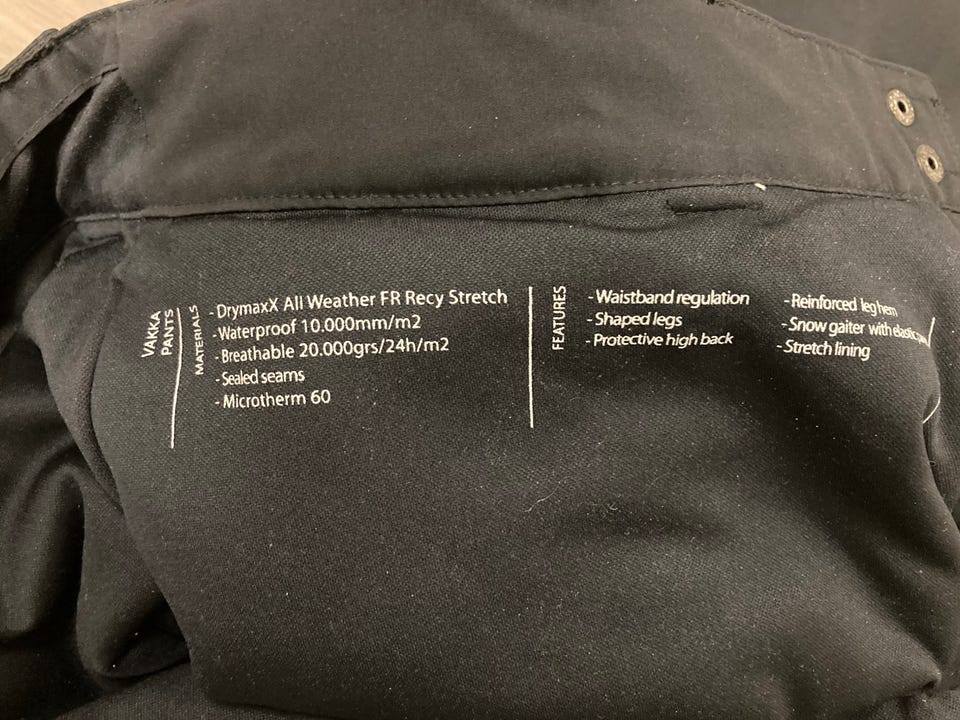 VAKKA
PANTS
MATERIALS
- DrymaxX All Weather FR Recy Stretch
- Waterproof 10.000mm/m2
- Breathable 20.000grs/24h/m2
- Sealed seams
- Microtherm 60
FEATURES
- Waistband regulation
- Shaped legs
- Protective high back
- Reinforced leg hem
- Snow gaiter with elastic
- Stretch lining